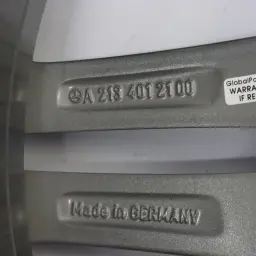 A 213 401 21 00
GlobalPa
WARRA
IF RE
Made in GERMANY